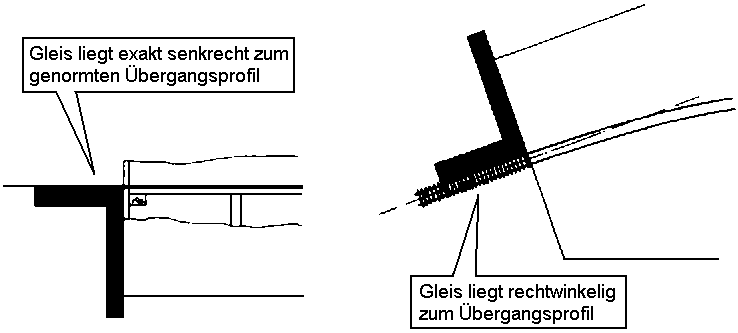 Gleis liegt exakt senkrecht zum
genormten Übergangsprofil
Gleis liegt rechtwinkelig
zum Übergangsprofil